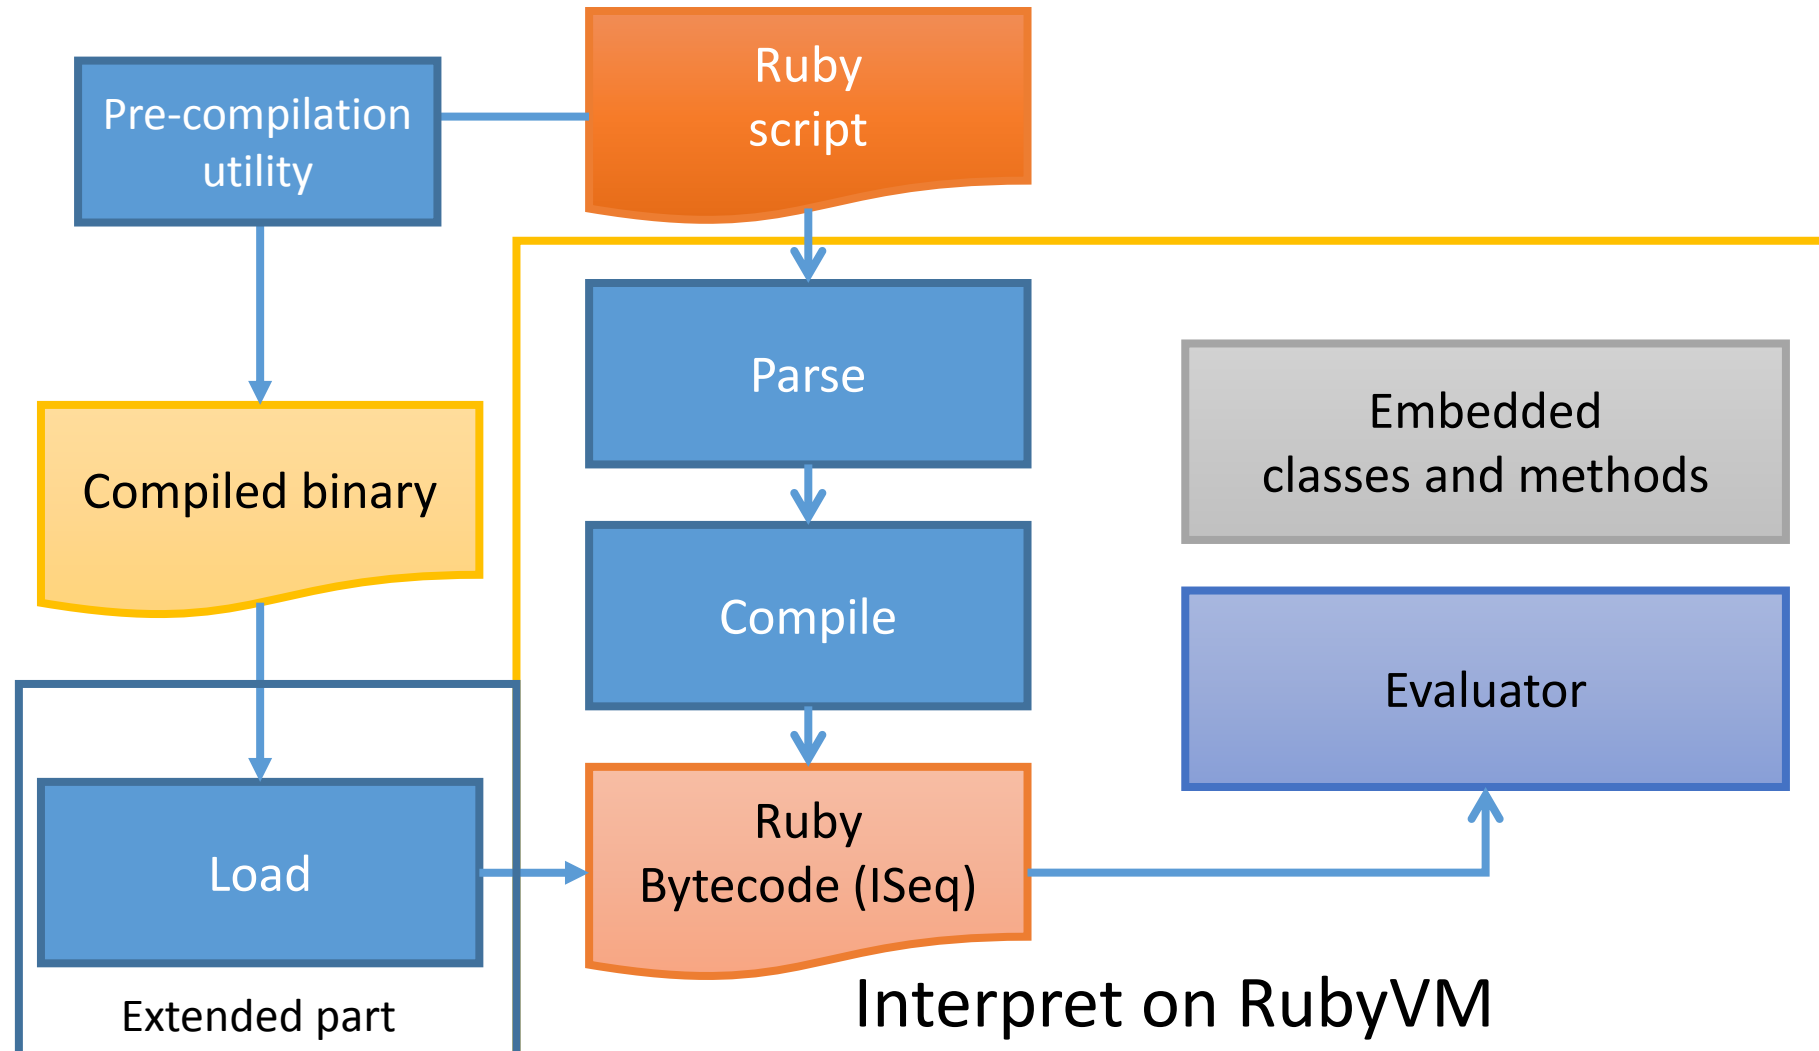 Ruby
script
Pre-compilation
utility
Parse
Embedded
classes and methods
Compiled binary
Compile
Evaluator
Load
Ruby
Bytecode (ISeq)
Extended part
Interpret on RubyVM